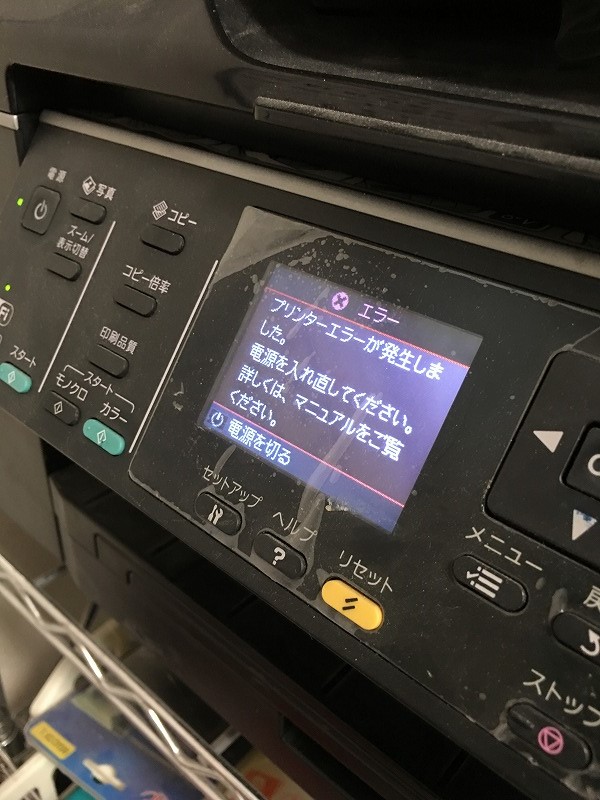 電源
写真
コピー
ズーム/
表示切替
コピー倍率
印刷品質
Fi
スタート
スタート
モノクロ
カラー
エラー
プリンターエラーが発生しま
した。
電源を入れ直してください。
詳しくは、マニュアルをご覧
ください。
電源を切る
セットアップ
ヘルプ
?
リセット
メニュー
戻
ストップ